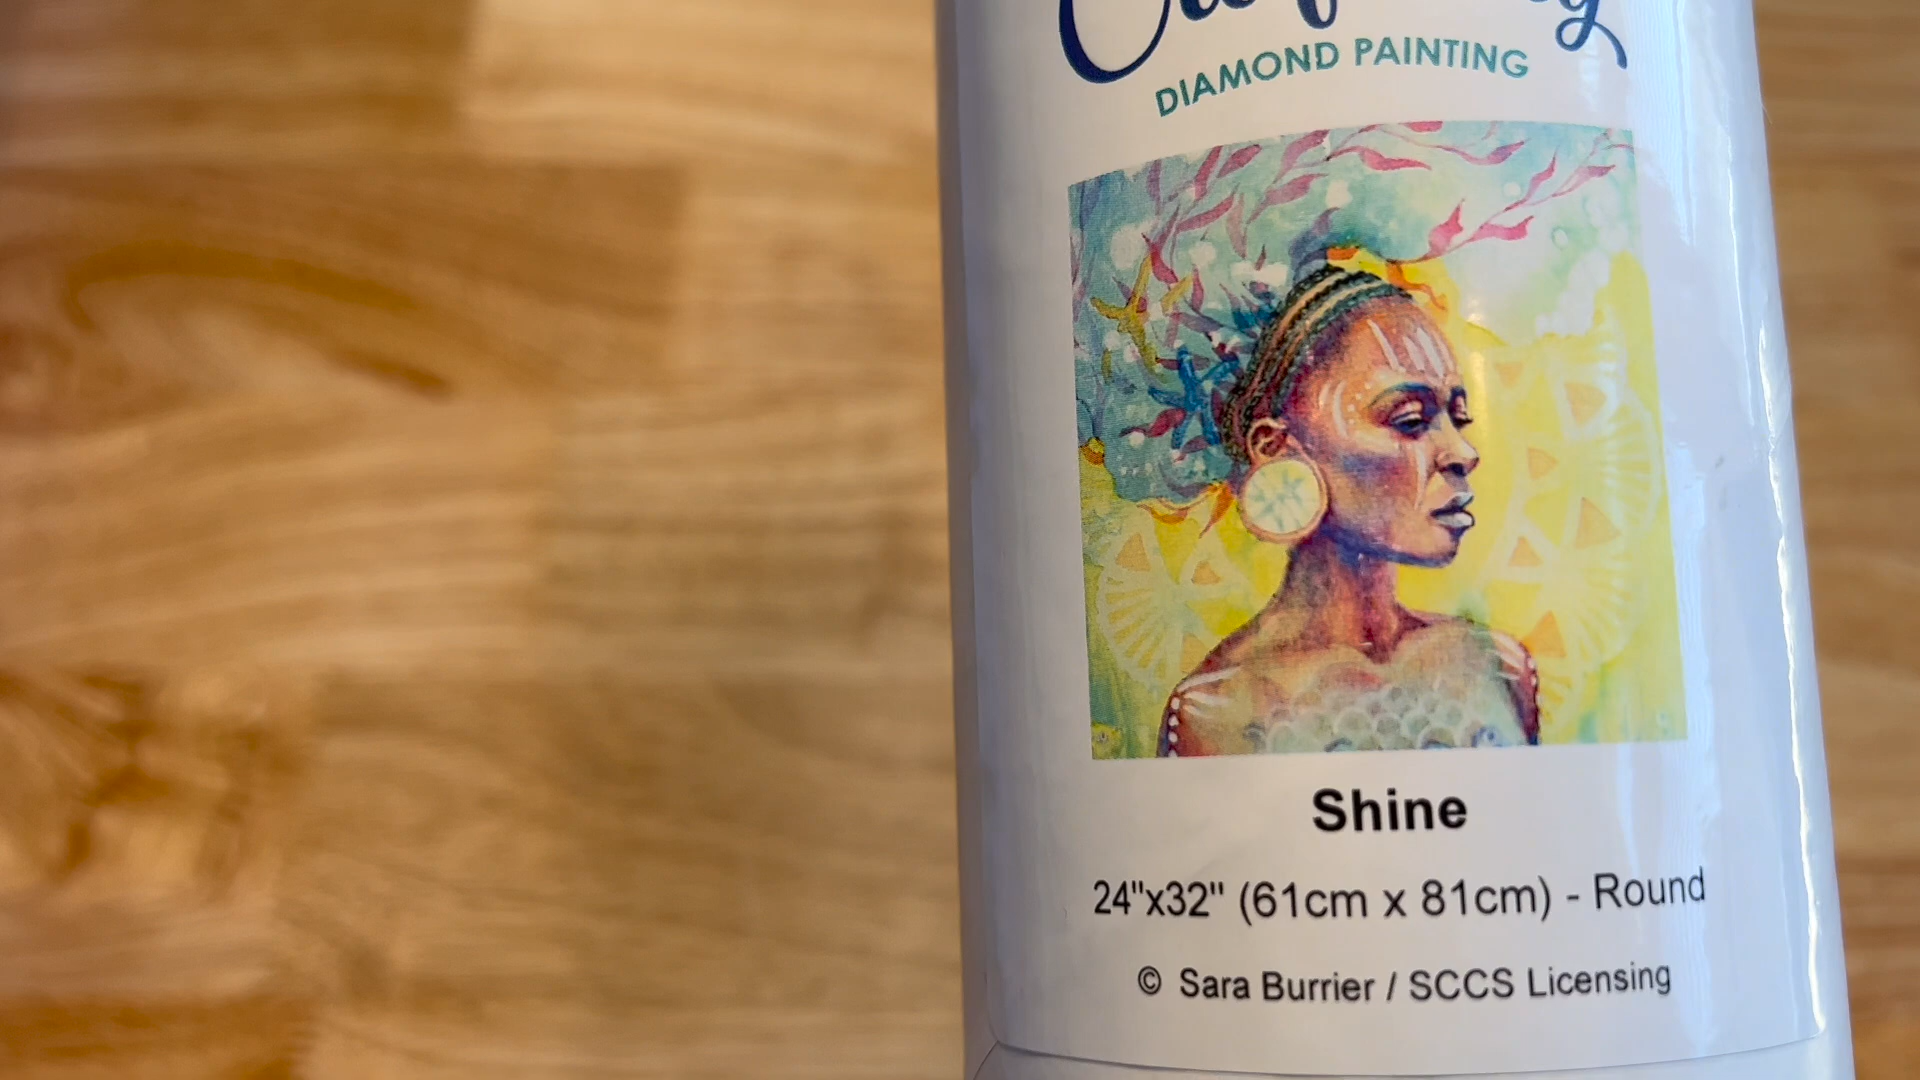 DIAMOND PAINTING
Shine
24"x32" (61cm x 81cm) - Round
© Sara Burrier / SCCS Licensing